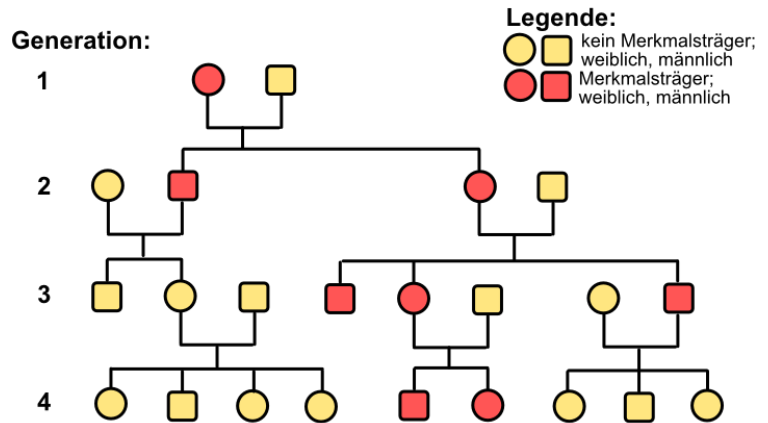 Legende:
kein Merkmalsträger;
weiblich, männlich
Merkmalsträger;
weiblich, männlich
Generation:
1
2
3
4